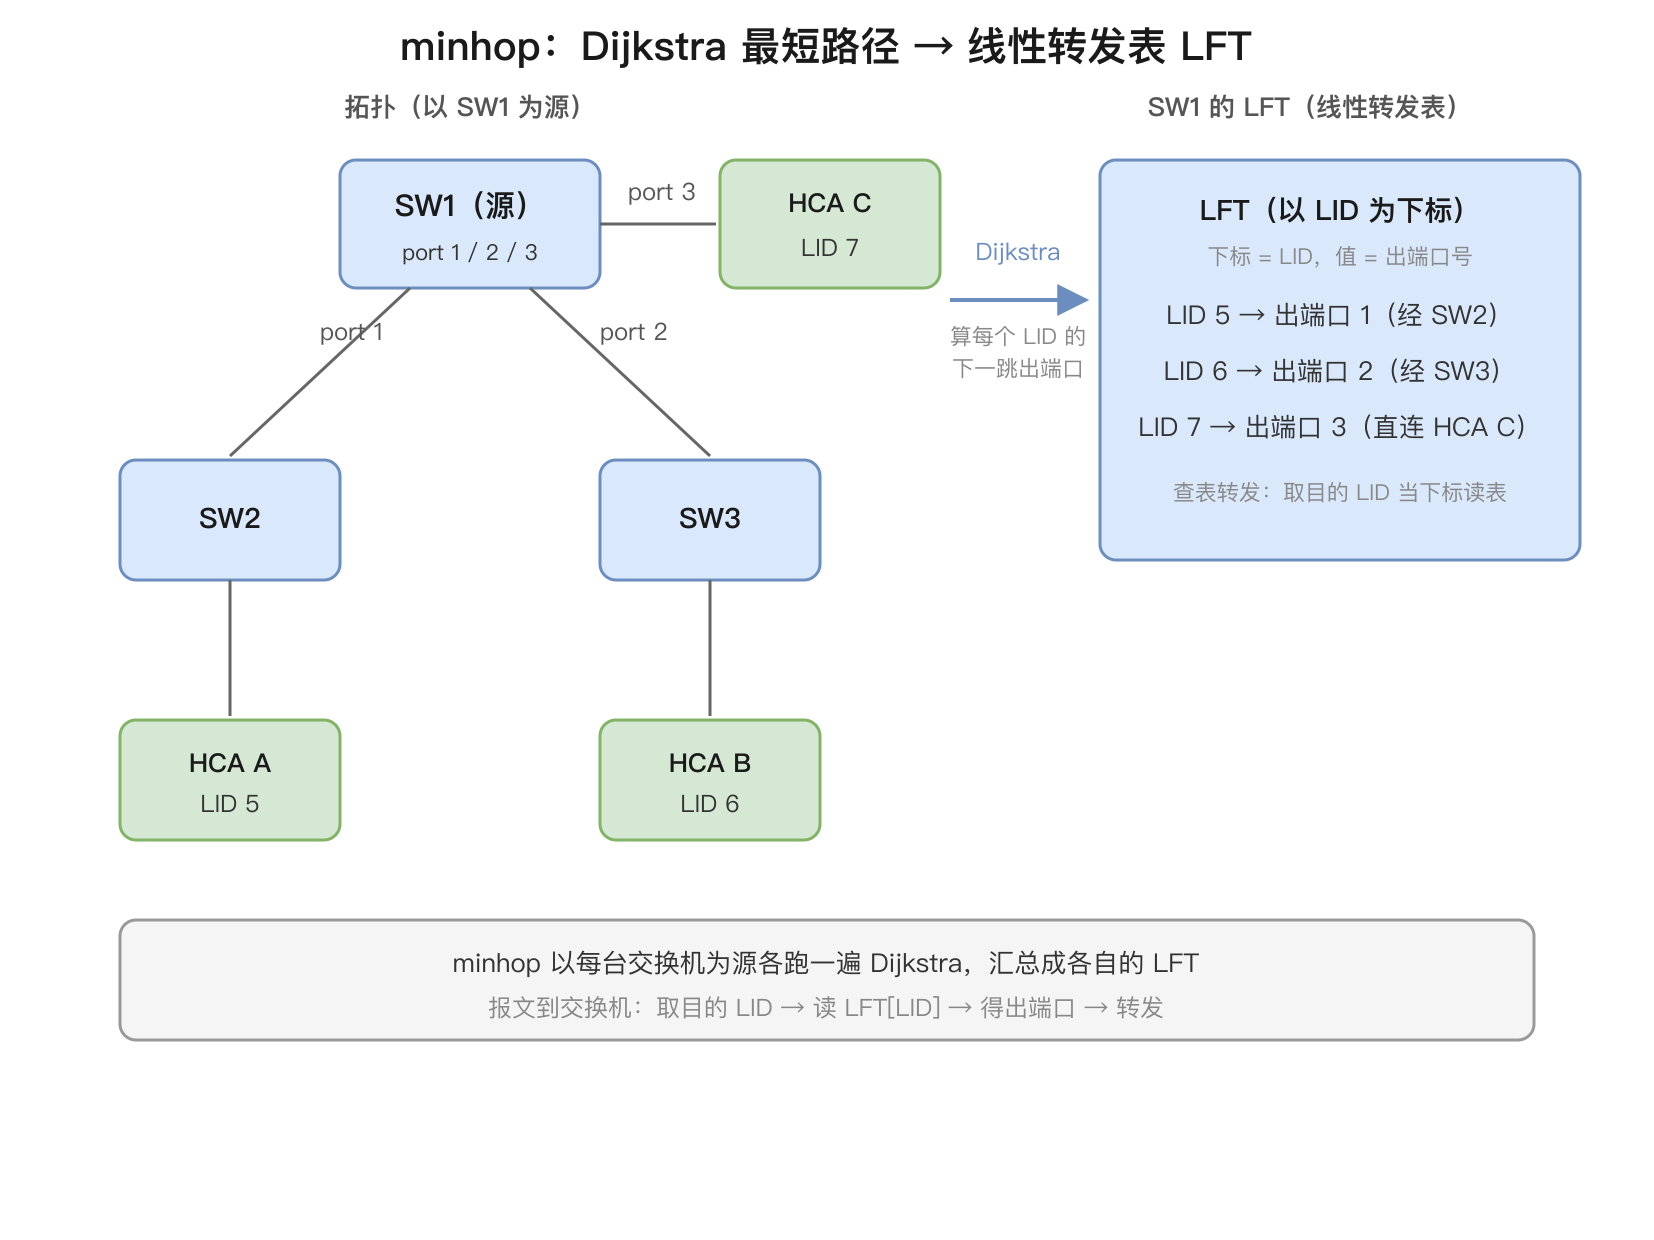 minhop：Dijkstra 最短路径 → 线性转发表 LFT
拓扑（以 SW1 为源）
SW1 的 LFT（线性转发表）
SW1（源）
port 1 / 2 / 3
port 3
HCA C
LID 7
port 1
port 2
SW2
SW3
HCA A
LID 5
HCA B
LID 6
Dijkstra
算每个 LID 的
下一跳出端口
LFT（以 LID 为下标）
下标 = LID，值 = 出端口号
LID 5 → 出端口 1（经 SW2）
LID 6 → 出端口 2（经 SW3）
LID 7 → 出端口 3（直连 HCA C）
查表转发：取目的 LID 当下标读表
minhop 以每台交换机为源各跑一遍 Dijkstra，汇总成各自的 LFT
报文到交换机：取目的 LID → 读 LFT[LID] → 得出端口 → 转发